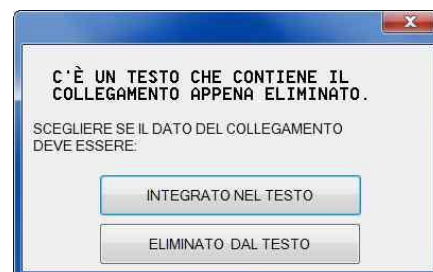 C'È UN TESTO CHE CONTIENE IL
COLLEGAMENTO APPENA ELIMINATO.
SCEGLIERE SE IL DATO DEL COLLEGAMENTO
DEVE ESSERE:
INTEGRATO NEL TESTO
ELIMINATO DAL TESTO